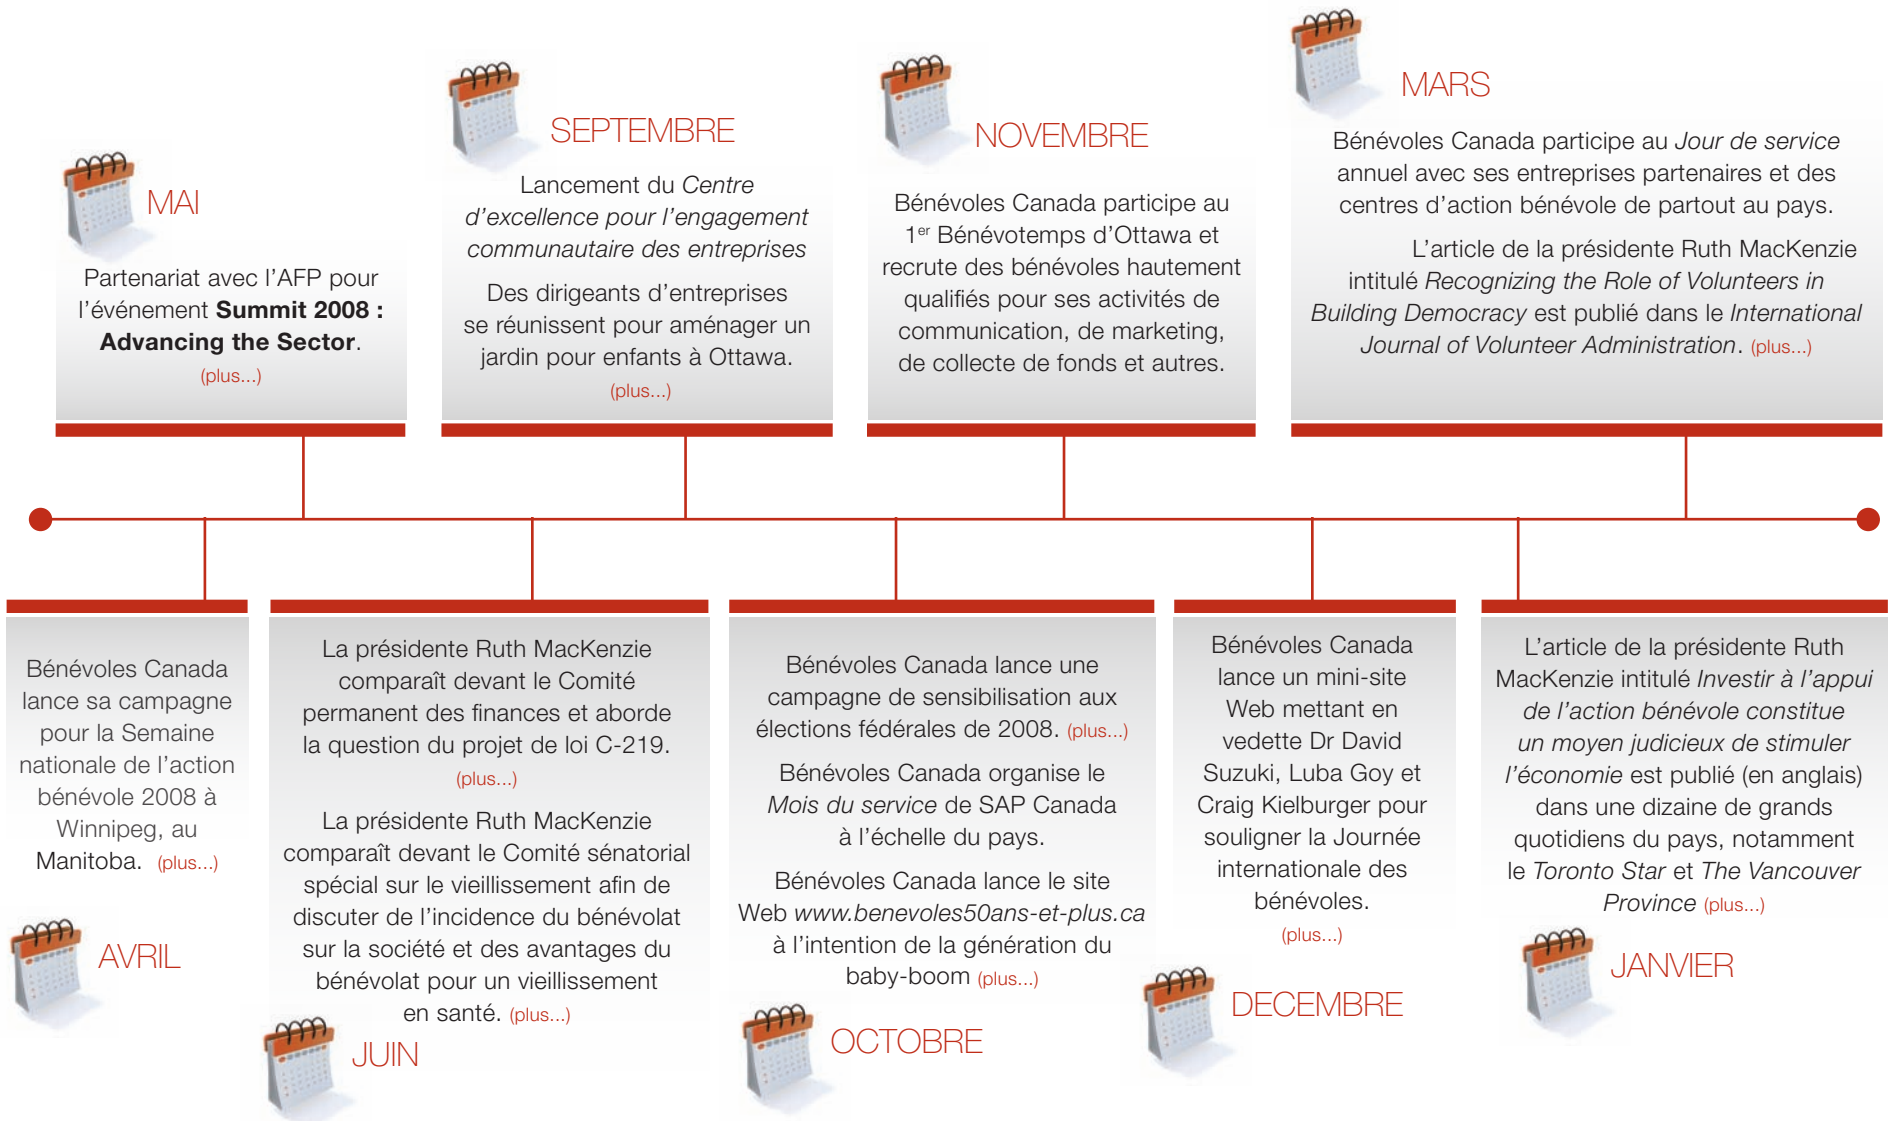 MAI
Partenariat avec l'AFP pour
l'événement Summit 2008 :
Advancing the Sector.
(plus...)
SEPTEMBRE
Lancement du Centre
d'excellence pour l'engagement
communautaire des entreprises
Des dirigeants d'entreprises
se réunissent pour aménager un
jardin pour enfants à Ottawa.
(plus...)
NOVEMBRE
Bénévoles Canada participe au
1er Bénévotemps d'Ottawa et
recrute des bénévoles hautement
qualifiés pour ses activités de
communication, de marketing,
de collecte de fonds et autres.
MARS
Bénévoles Canada participe au Jour de service
annuel avec ses entreprises partenaires et des
centres d'action bénévole de partout au pays.
L'article de la présidente Ruth MacKenzie
intitulé Recognizing the Role of Volunteers in
Building Democracy est publié dans le International
Journal of Volunteer Administration. (plus...)
Bénévoles Canada
lance sa campagne
pour la Semaine
nationale de l'action
bénévole 2008 à
Winnipeg, au
Manitoba. (plus...)
AVRIL
La présidente Ruth MacKenzie
comparaît devant le Comité
permanent des finances et aborde
la question du projet de loi C-219.
(plus...)
La présidente Ruth MacKenzie
comparaît devant le Comité sénatorial
spécial sur le vieillissement afin de
discuter de l'incidence du bénévolat
sur la société et des avantages du
bénévolat pour un vieillissement
en santé. (plus...)
JUIN
Bénévoles Canada lance une
campagne de sensibilisation aux
élections fédérales de 2008. (plus...)
Bénévoles Canada organise le
Mois du service de SAP Canada
à l'échelle du pays.
Bénévoles Canada lance le site
Web www.benevoles50ans-et-plus.ca
à l'intention de la génération du
baby-boom (plus...)
OCTOBRE
Bénévoles Canada
lance un mini-site
Web mettant en
vedette Dr David
Suzuki, Luba Goy et
Craig Kielburger pour
souligner la Journée
internationale des
bénévoles.
(plus...)
DECEMBRE
L'article de la présidente Ruth
MacKenzie intitulé Investir à l'appui
de l'action bénévole constitue
un moyen judicieux de stimuler
l'économie est publié (en anglais)
dans une dizaine de grands
quotidiens du pays, notamment
le Toronto Star et The Vancouver
Province (plus...)
JANVIER